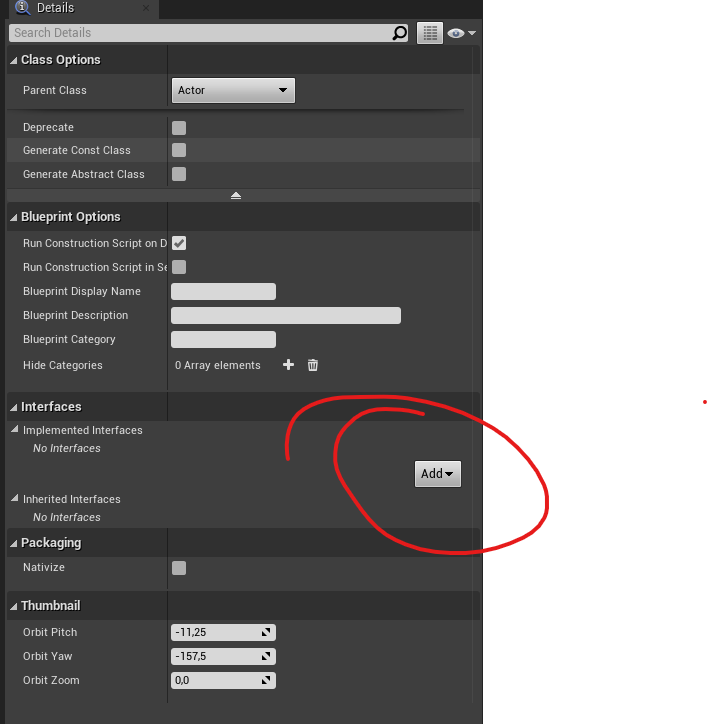 Details
Search Details
Class Options
Parent Class Actor
Deprecate
Generate Const Class
Generate Abstract Class
Blueprint Options
Run Construction Script on D
Run Construction Script in Se
Blueprint Display Name
Blueprint Description
Blueprint Category
Hide Categories 0 Array elements
Interfaces
Implemented Interfaces
No Interfaces
Add
Inherited Interfaces
No Interfaces
Packaging
Nativize
Thumbnail
Orbit Pitch -11,25
Orbit Yaw -157,5
Orbit Zoom 0,0